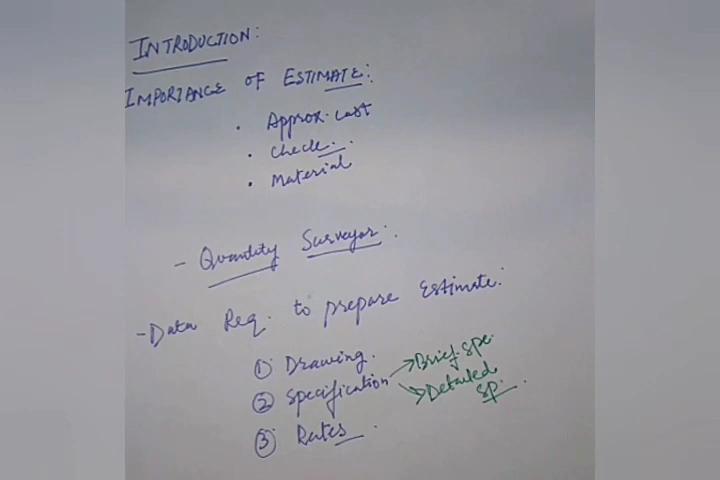 INTRODUCTION:
IMPORTANCE OF ESTIMATE:
• Approx. cost
• Check.
• Material
- Quantity Surveyor:
- Data Req. to prepare Estimate:
① Drawing.
② Specification → Brief. Spe.
→ Detailed Sp.
③ Rates.